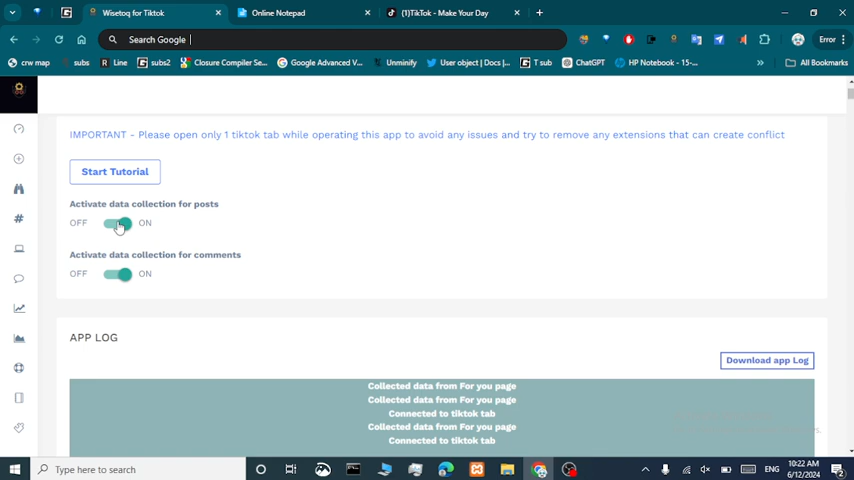 Wisetoq for Tiktok
Online Notepad
(1)TikTok - Make Your Day
Search Google
Error
crw map
subs
Line
subs2
Closure Compiler Se...
Google Advanced V...
Unminify
User object | Docs |...
T sub
ChatGPT
HP Notebook - 15-...
All Bookmarks
IMPORTANT - Please open only 1 tiktok tab while operating this app to avoid any issues and try to remove any extensions that can create conflict
Start Tutorial
Activate data collection for posts
OFF ON
Activate data collection for comments
OFF ON
APP LOG
Download app Log
Collected data from For you page
Collected data from For you page
Connected to tiktok tab
Collected data from For you page
Connected to tiktok tab
Type here to search
ENG
10:22 AM
6/12/2024
2